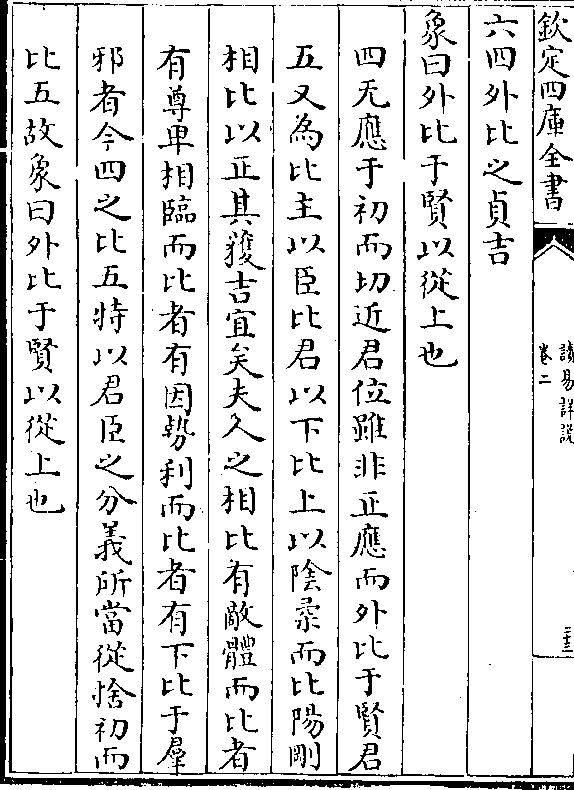 欽定四庫全書
讀易詳說
卷二
六四外比之貞吉
象曰外比于賢以從上也
四无應于初而切近君位雖非正應而外比于賢君
五又為比主以臣比君以下比上以陰柔而比陽剛
相比以正其獲吉宜矣夫人之相比有敵體而比者
有尊卑相臨而比者有因勢利而比者有下比于羣
邪者今四之比五特以君臣之分義所當從捨初而
比五故象曰外比于賢以從上也